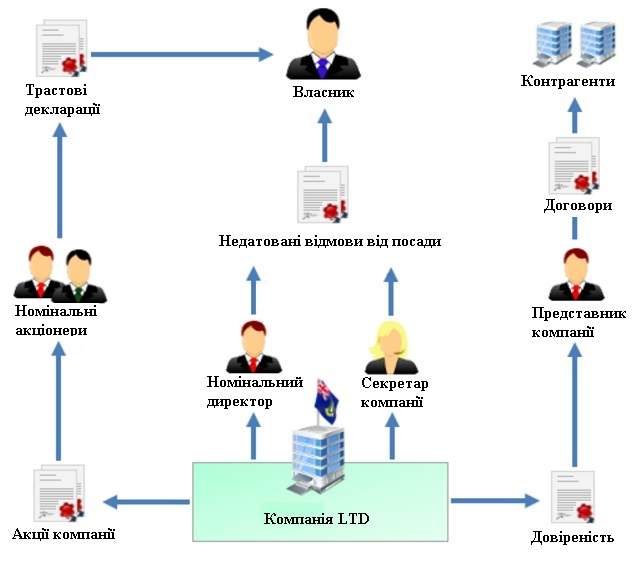 Трастові
декларації
Власник
Контрагенти
Договори
Недатовані відмови від посади
Номінальні
акціонери
Представник
компанії
Номінальний
директор
Секретар
компанії
Акції компанії
Компанія LTD
Довіреність